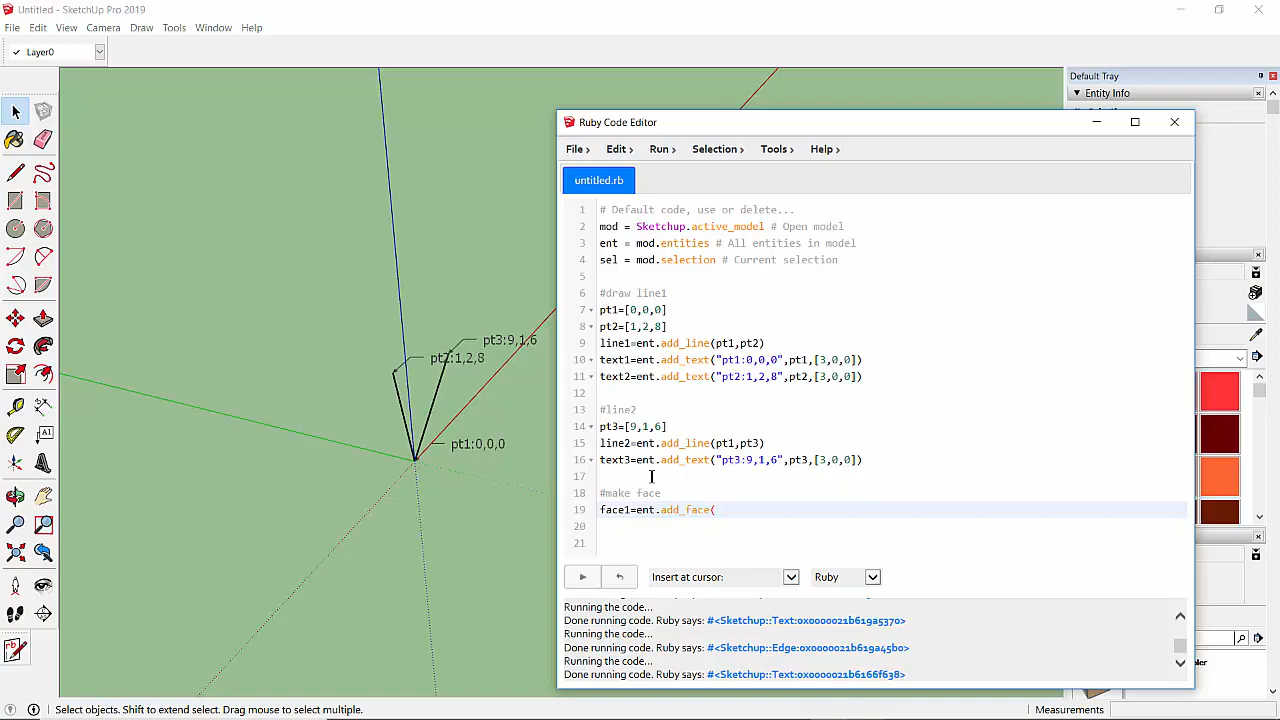 Untitled - SketchUp Pro 2019
File Edit View Camera Draw Tools Window Help
Layer0
Default Tray
Entity Info
pt3:9,1,6
pt2:1,2,8
pt1:0,0,0
Ruby Code Editor
File Edit Run Selection Tools Help
untitled.rb
1 # Default code, use or delete...
2 mod = Sketchup.active_model # Open model
3 ent = mod.entities # All entities in model
4 sel = mod.selection # Current selection
5
6 #draw line1
7 pt1=[0,0,0]
8 pt2=[1,2,8]
9 line1=ent.add_line(pt1,pt2)
10 text1=ent.add_text("pt1:0,0,0",pt1,[3,0,0])
11 text2=ent.add_text("pt2:1,2,8",pt2,[3,0,0])
12
13 #line2
14 pt3=[9,1,6]
15 line2=ent.add_line(pt1,pt3)
16 text3=ent.add_text("pt3:9,1,6",pt3,[3,0,0])
17
18 #make face
19 face1=ent.add_face(
20
21
Insert at cursor: Ruby
Running the code...
Done running code. Ruby says: #<Sketchup::Text:0x0000021b619a5370>
Running the code...
Done running code. Ruby says: #<Sketchup::Edge:0x0000021b619a45b0>
Running the code...
Done running code. Ruby says: #<Sketchup::Text:0x0000021b6166f638>
Select objects. Shift to extend select. Drag mouse to select multiple.
Measurements